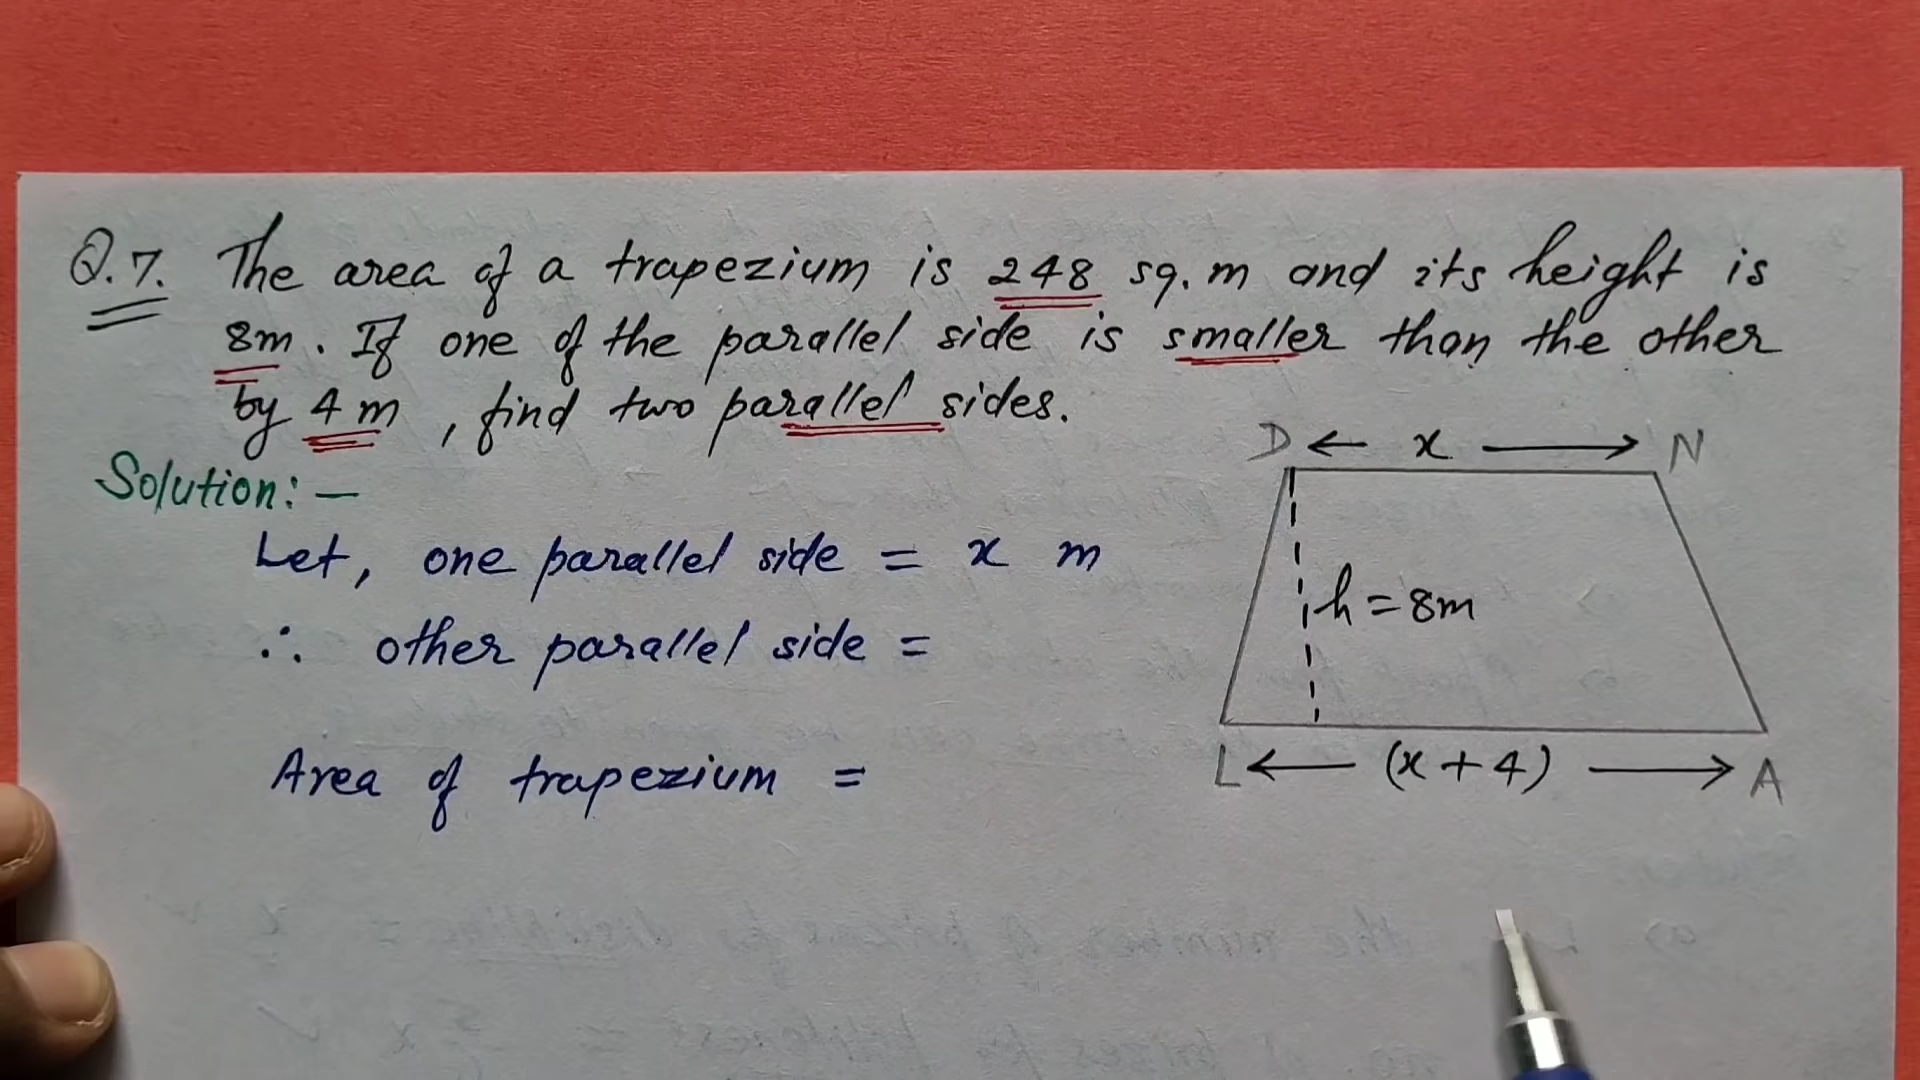 Q.7. The area of a trapezium is 248 sq. m and its height is
8m. If one of the parallel side is smaller than the other
by 4 m, find two parallel sides.
Solution:-
Let, one parallel side = x m
∴ other parallel side =
Area of trapezium =
D ← x → N
h = 8m
L ← (x + 4) → A